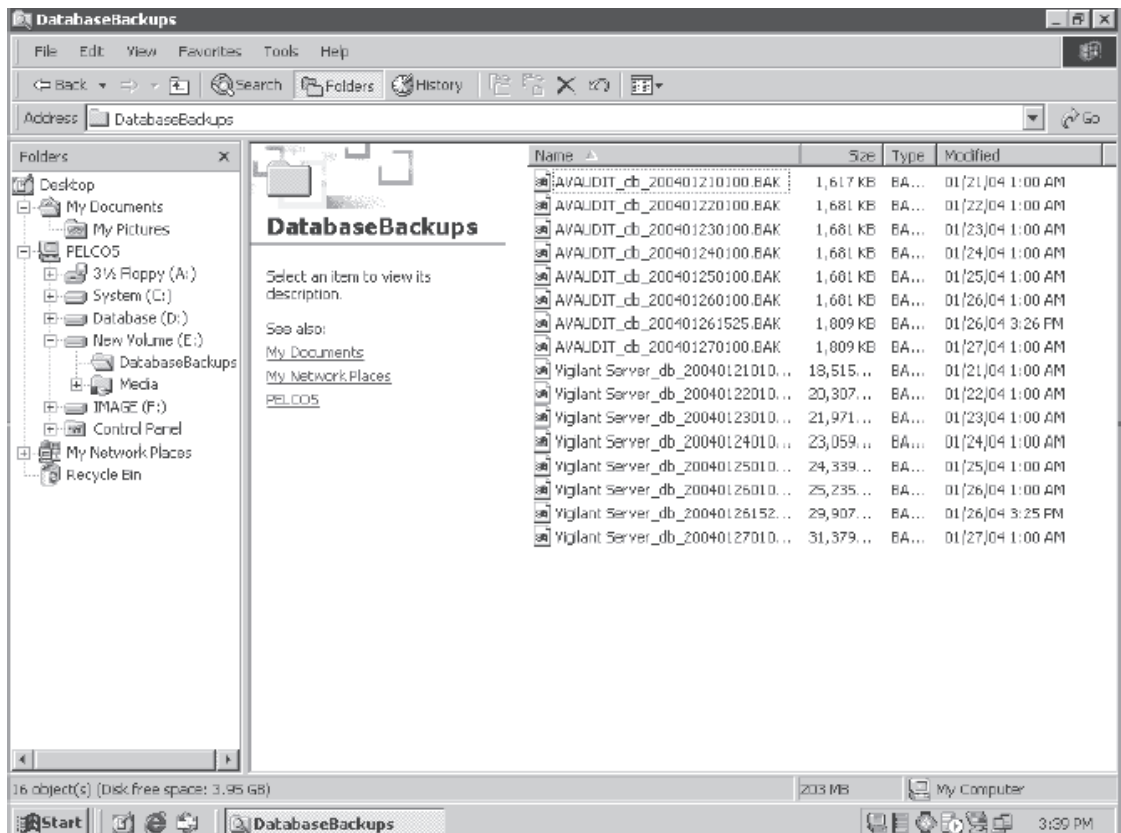 DatabaseBackups
File Edit View Favorites Tools Help
Back Search Folders History
Address DatabaseBackups Go
Folders
Desktop
My Documents
My Pictures
PELCO5
3½ Floppy (A:)
System (C:)
Database (D:)
New Volume (E:)
DatabaseBackups
Media
IMAGE (F:)
Control Panel
My Network Places
Recycle Bin
DatabaseBackups
Select an item to view its
description.
See also:
My Documents
My Network Places
PELCO5
Name Size Type Modified
AVAUDIT_db_200401210100.BAK 1,617 KB BA... 01/21/04 1:00 AM
AVAUDIT_db_200401220100.BAK 1,681 KB BA... 01/22/04 1:00 AM
AVAUDIT_db_200401230100.BAK 1,681 KB BA... 01/23/04 1:00 AM
AVAUDIT_db_200401240100.BAK 1,681 KB BA... 01/24/04 1:00 AM
AVAUDIT_db_200401250100.BAK 1,681 KB BA... 01/25/04 1:00 AM
AVAUDIT_db_200401260100.BAK 1,681 KB BA... 01/26/04 1:00 AM
AVAUDIT_db_200401261525.BAK 1,809 KB BA... 01/26/04 3:26 PM
AVAUDIT_db_200401270100.BAK 1,809 KB BA... 01/27/04 1:00 AM
Vigilant Server_db_20040121010... 18,515... BA... 01/21/04 1:00 AM
Vigilant Server_db_20040122010... 20,307... BA... 01/22/04 1:00 AM
Vigilant Server_db_20040123010... 21,971... BA... 01/23/04 1:00 AM
Vigilant Server_db_20040124010... 23,059... BA... 01/24/04 1:00 AM
Vigilant Server_db_20040125010... 24,339... BA... 01/25/04 1:00 AM
Vigilant Server_db_20040126010... 25,235... BA... 01/26/04 1:00 AM
Vigilant Server_db_20040126152... 29,907... BA... 01/26/04 3:25 PM
Vigilant Server_db_20040127010... 31,379... BA... 01/27/04 1:00 AM
16 object(s) (Disk free space: 3.95 GB) 203 MB My Computer
Start DatabaseBackups 3:39 PM